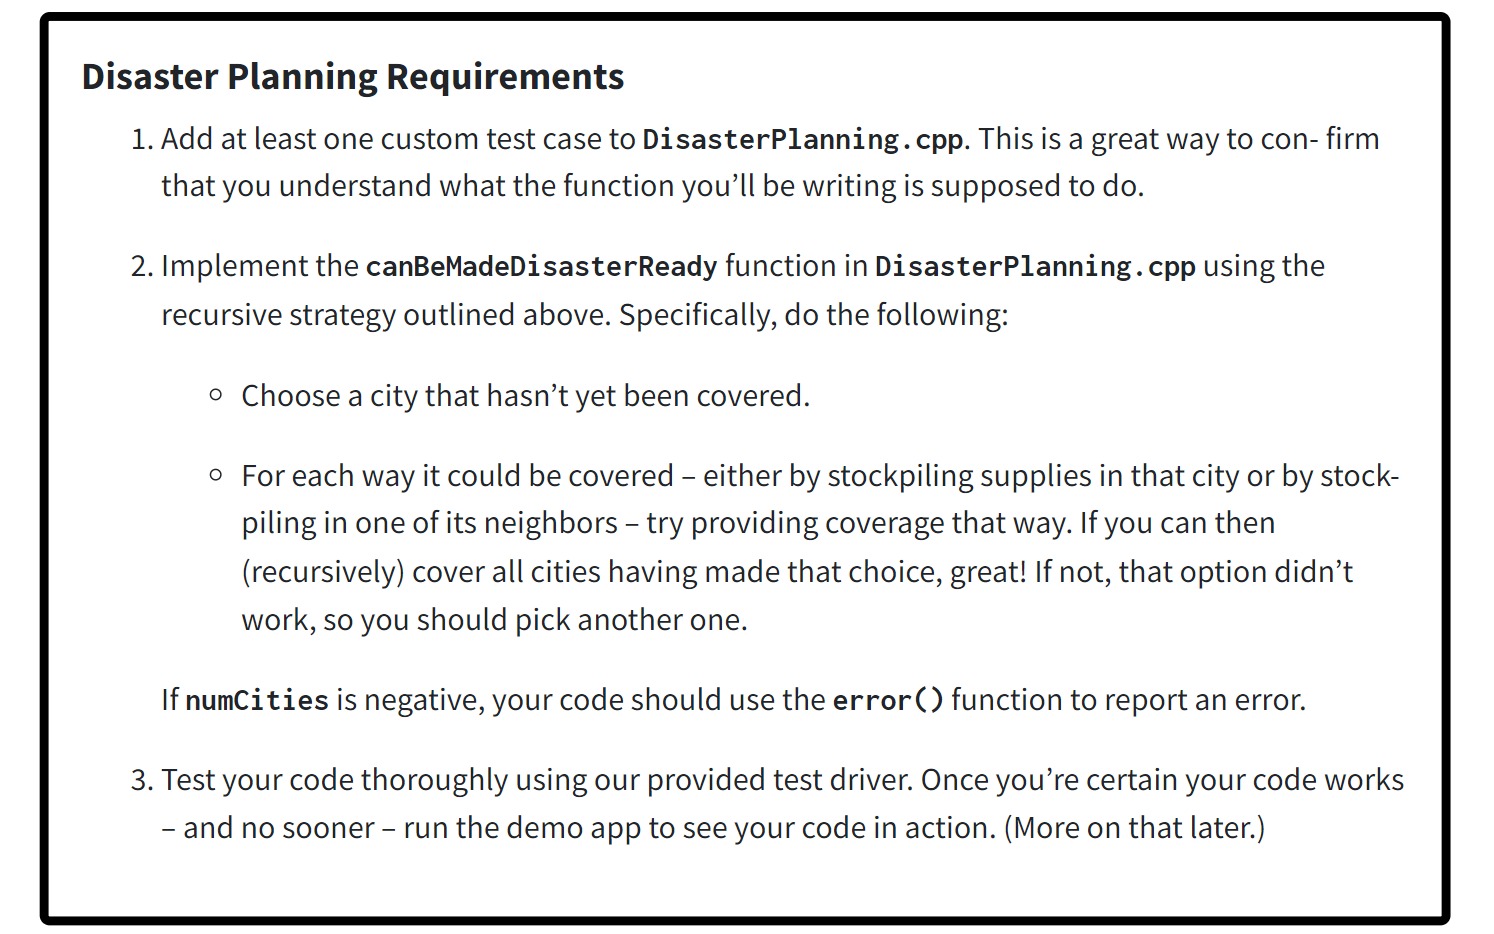 Disaster Planning Requirements
1. Add at least one custom test case to DisasterPlanning.cpp. This is a great way to con- firm
that you understand what the function you’ll be writing is supposed to do.
2. Implement the canBeMadeDisasterReady function in DisasterPlanning.cpp using the
recursive strategy outlined above. Specifically, do the following:
◦ Choose a city that hasn’t yet been covered.
◦ For each way it could be covered – either by stockpiling supplies in that city or by stock-
piling in one of its neighbors – try providing coverage that way. If you can then
(recursively) cover all cities having made that choice, great! If not, that option didn’t
work, so you should pick another one.
If numCities is negative, your code should use the error() function to report an error.
3. Test your code thoroughly using our provided test driver. Once you’re certain your code works
– and no sooner – run the demo app to see your code in action. (More on that later.)